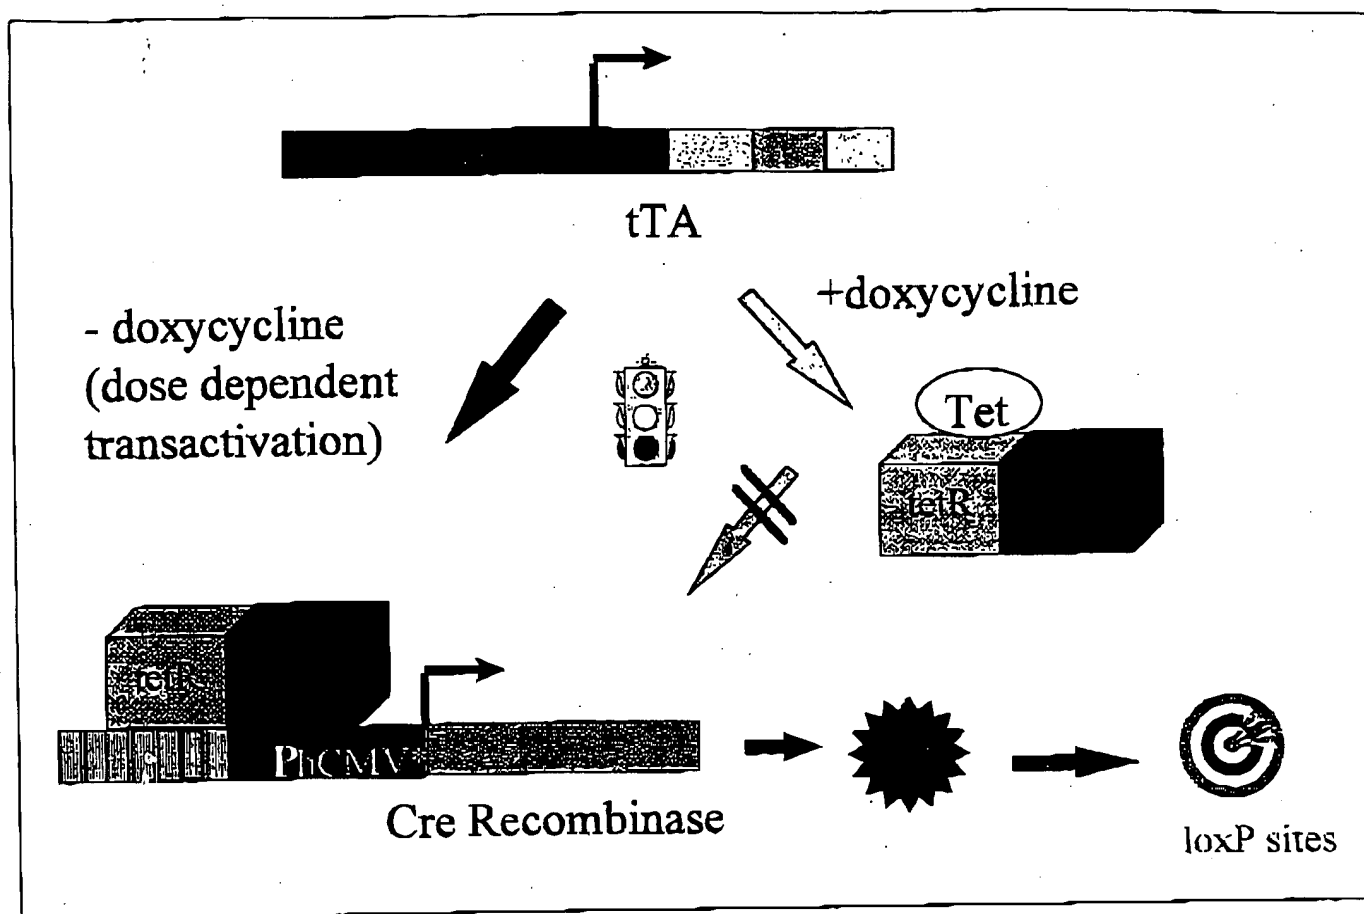 tTA
- doxycycline
(dose dependent
transactivation)
+doxycycline
Tet
tetR
tetR
PhCMV
Cre Recombinase
loxP sites